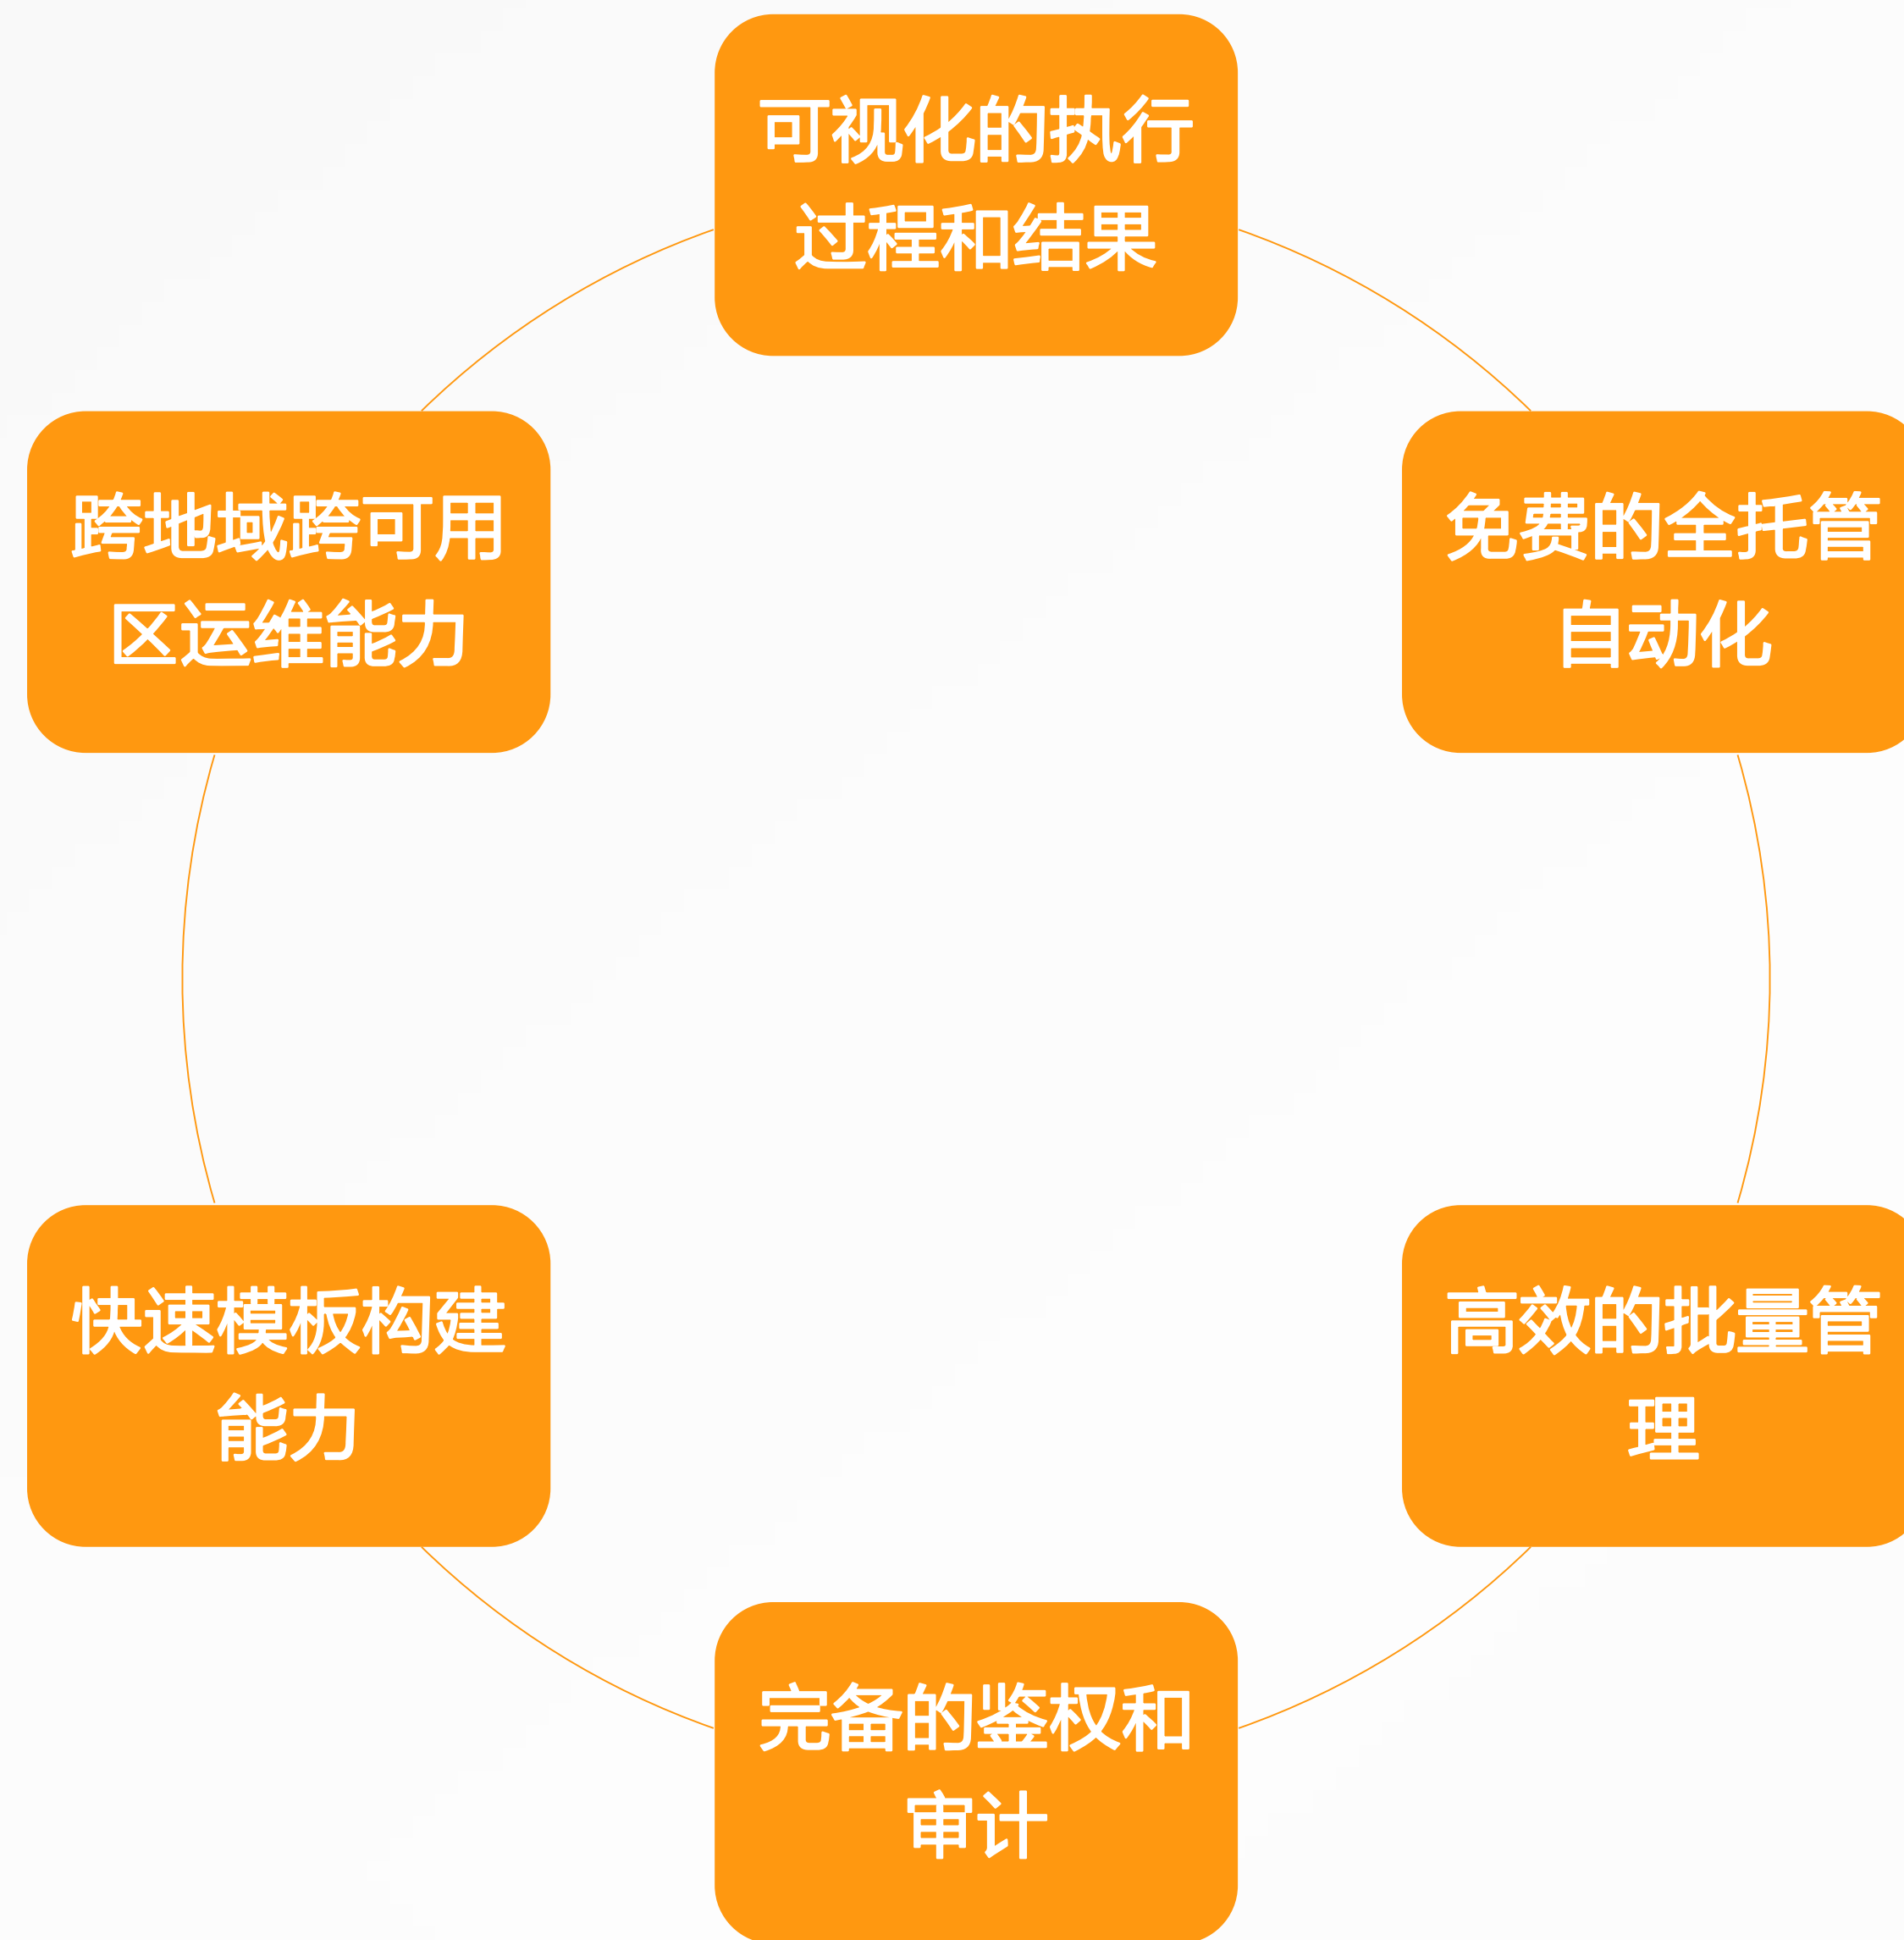 可视化的执行
过程和结果
跨地域跨可用
区运维能力
免费的全托管
自动化
快速模板构建
能力
高效的批量管
理
完备的鉴权和
审计